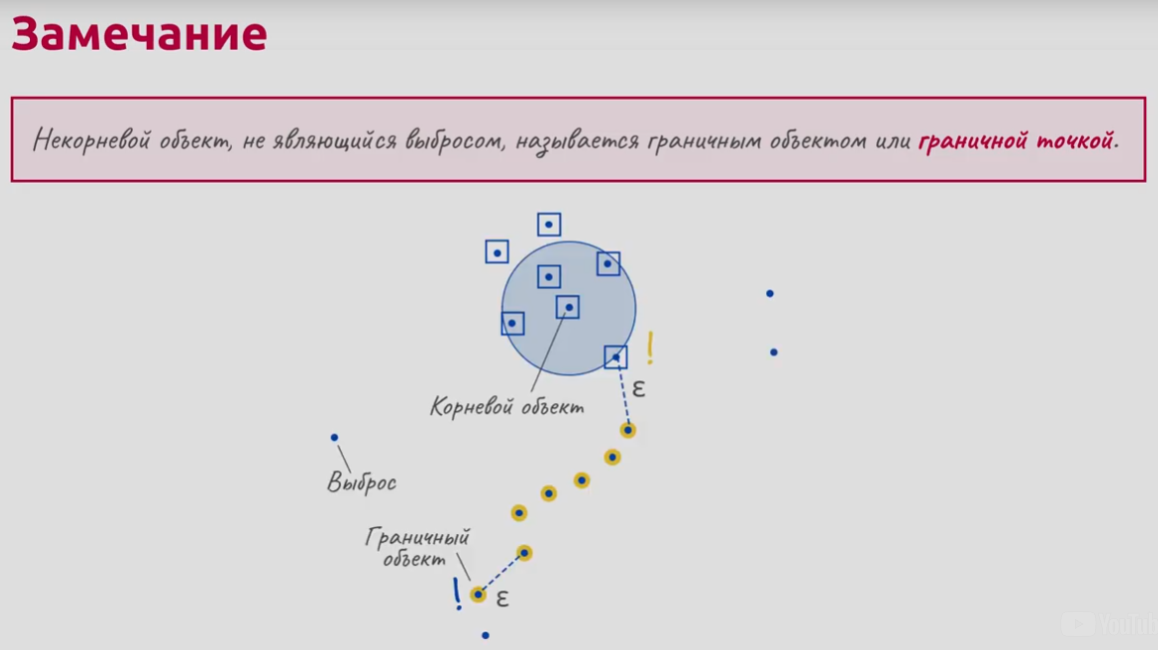 Замечание
Некорневой объект, не являющийся выбросом, называется граничным объектом или граничной точкой.
!
ε
Корневой объект
Выброс
Граничный
объект
! ε
YouTube